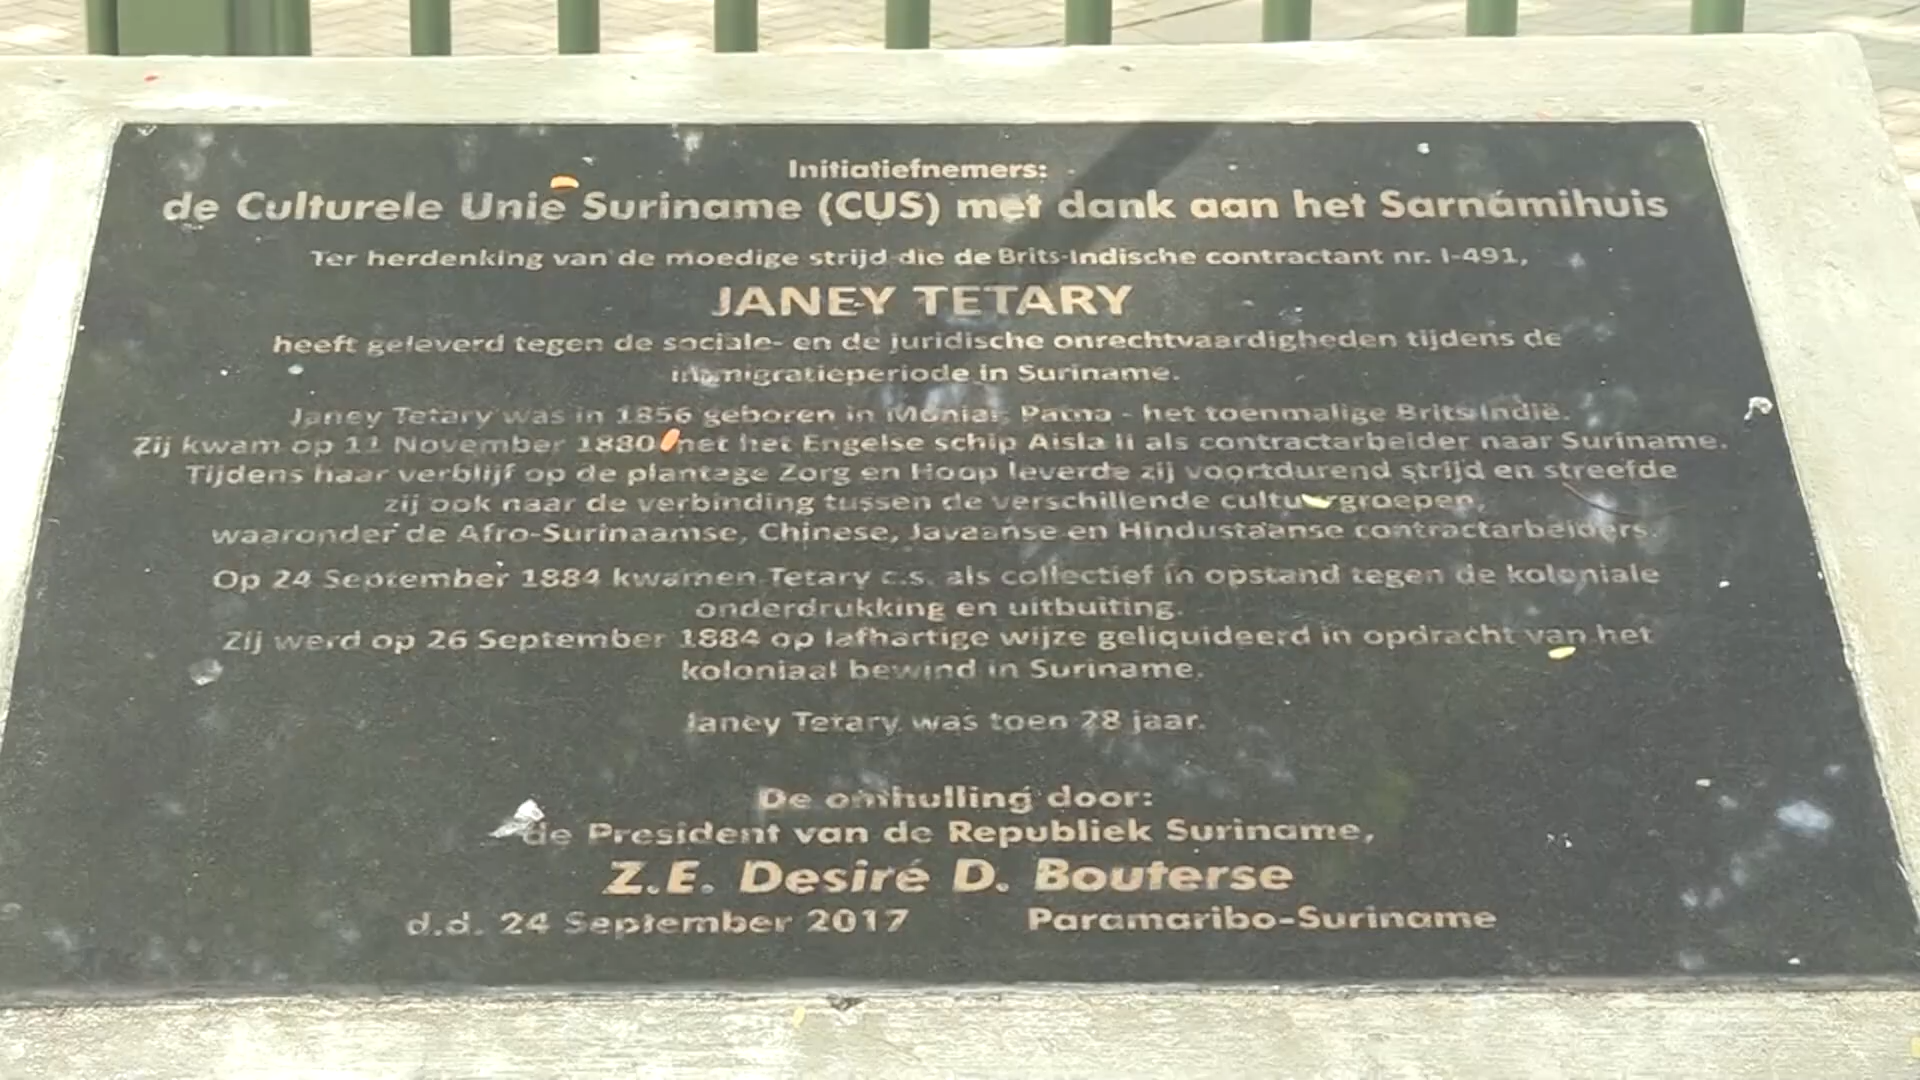 Initiatiefnemers:
de Culturele Unie Suriname (CUS) met dank aan het Sarnámihuis
Ter herdenking van de moedige strijd die de Brits-Indische contractant nr. I-491,
JANEY TETARY
heeft geleverd tegen de sociale- en de juridische onrechtvaardigheden tijdens de
immigratieperiode in Suriname.
Janey Tetary was in 1856 geboren in Patna - het toenmalige Brits-Indië.
Zij kwam op 11 November 1880 met het Engelse schip Aisla II als contractarbeider naar Suriname.
Tijdens haar verblijf op de plantage Zorg en Hoop leverde zij voortdurend strijd en streefde
zij ook naar de verbinding tussen de verschillende cultuurgroepen,
waaronder de Afro-Surinaamse, Chinese, Javaanse en Hindustaanse contractarbeiders.
Op 24 September 1884 kwamen Tetary c.s. als collectief in opstand tegen de koloniale
onderdrukking en uitbuiting.
Zij werd op 26 September 1884 op lafhartige wijze geliquideerd in opdracht van het
koloniaal bewind in Suriname.
Janey Tetary was toen 28 jaar.
De onthulling door:
de President van de Republiek Suriname,
Z.E. Desiré D. Bouterse
d.d. 24 September 2017 Paramaribo-Suriname